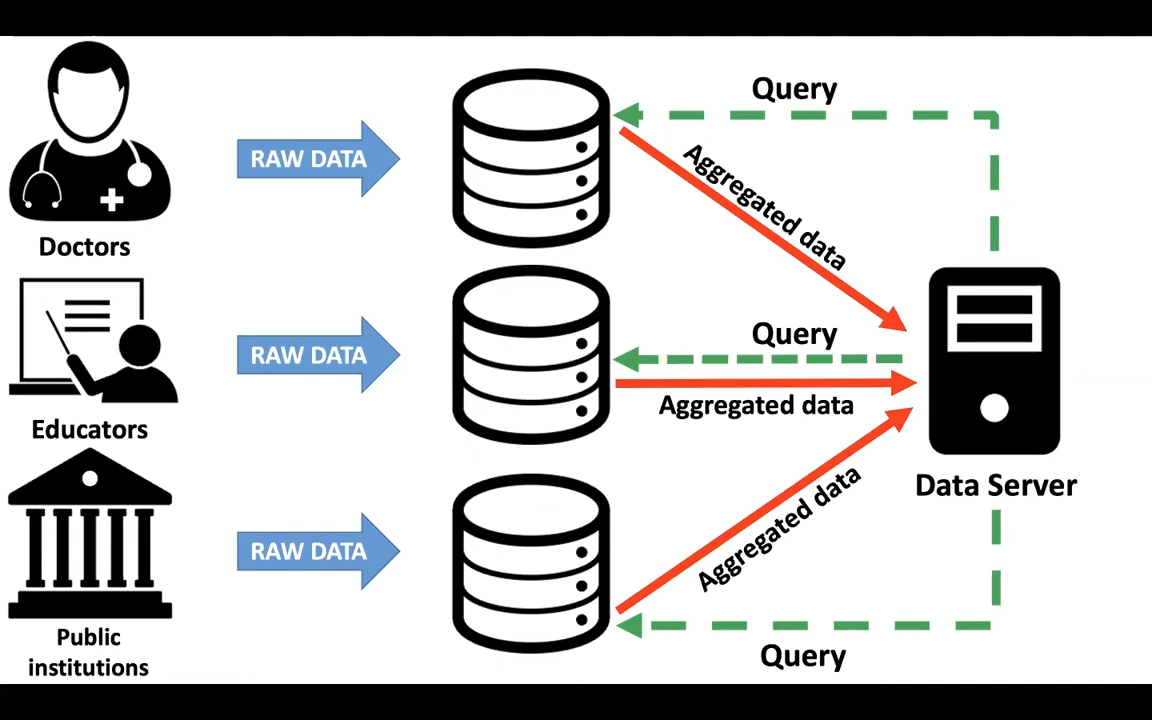 Query
RAW DATA
Aggregated data
Doctors
Query
RAW DATA
Aggregated data
Educators
Data Server
Aggregated data
RAW DATA
Public
institutions
Query